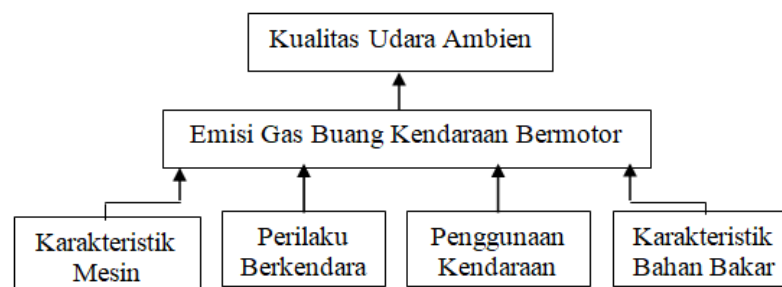 Kualitas Udara Ambien
Emisi Gas Buang Kendaraan Bermotor
Karakteristik
Mesin
Perilaku
Berkendara
Penggunaan
Kendaraan
Karakteristik
Bahan Bakar